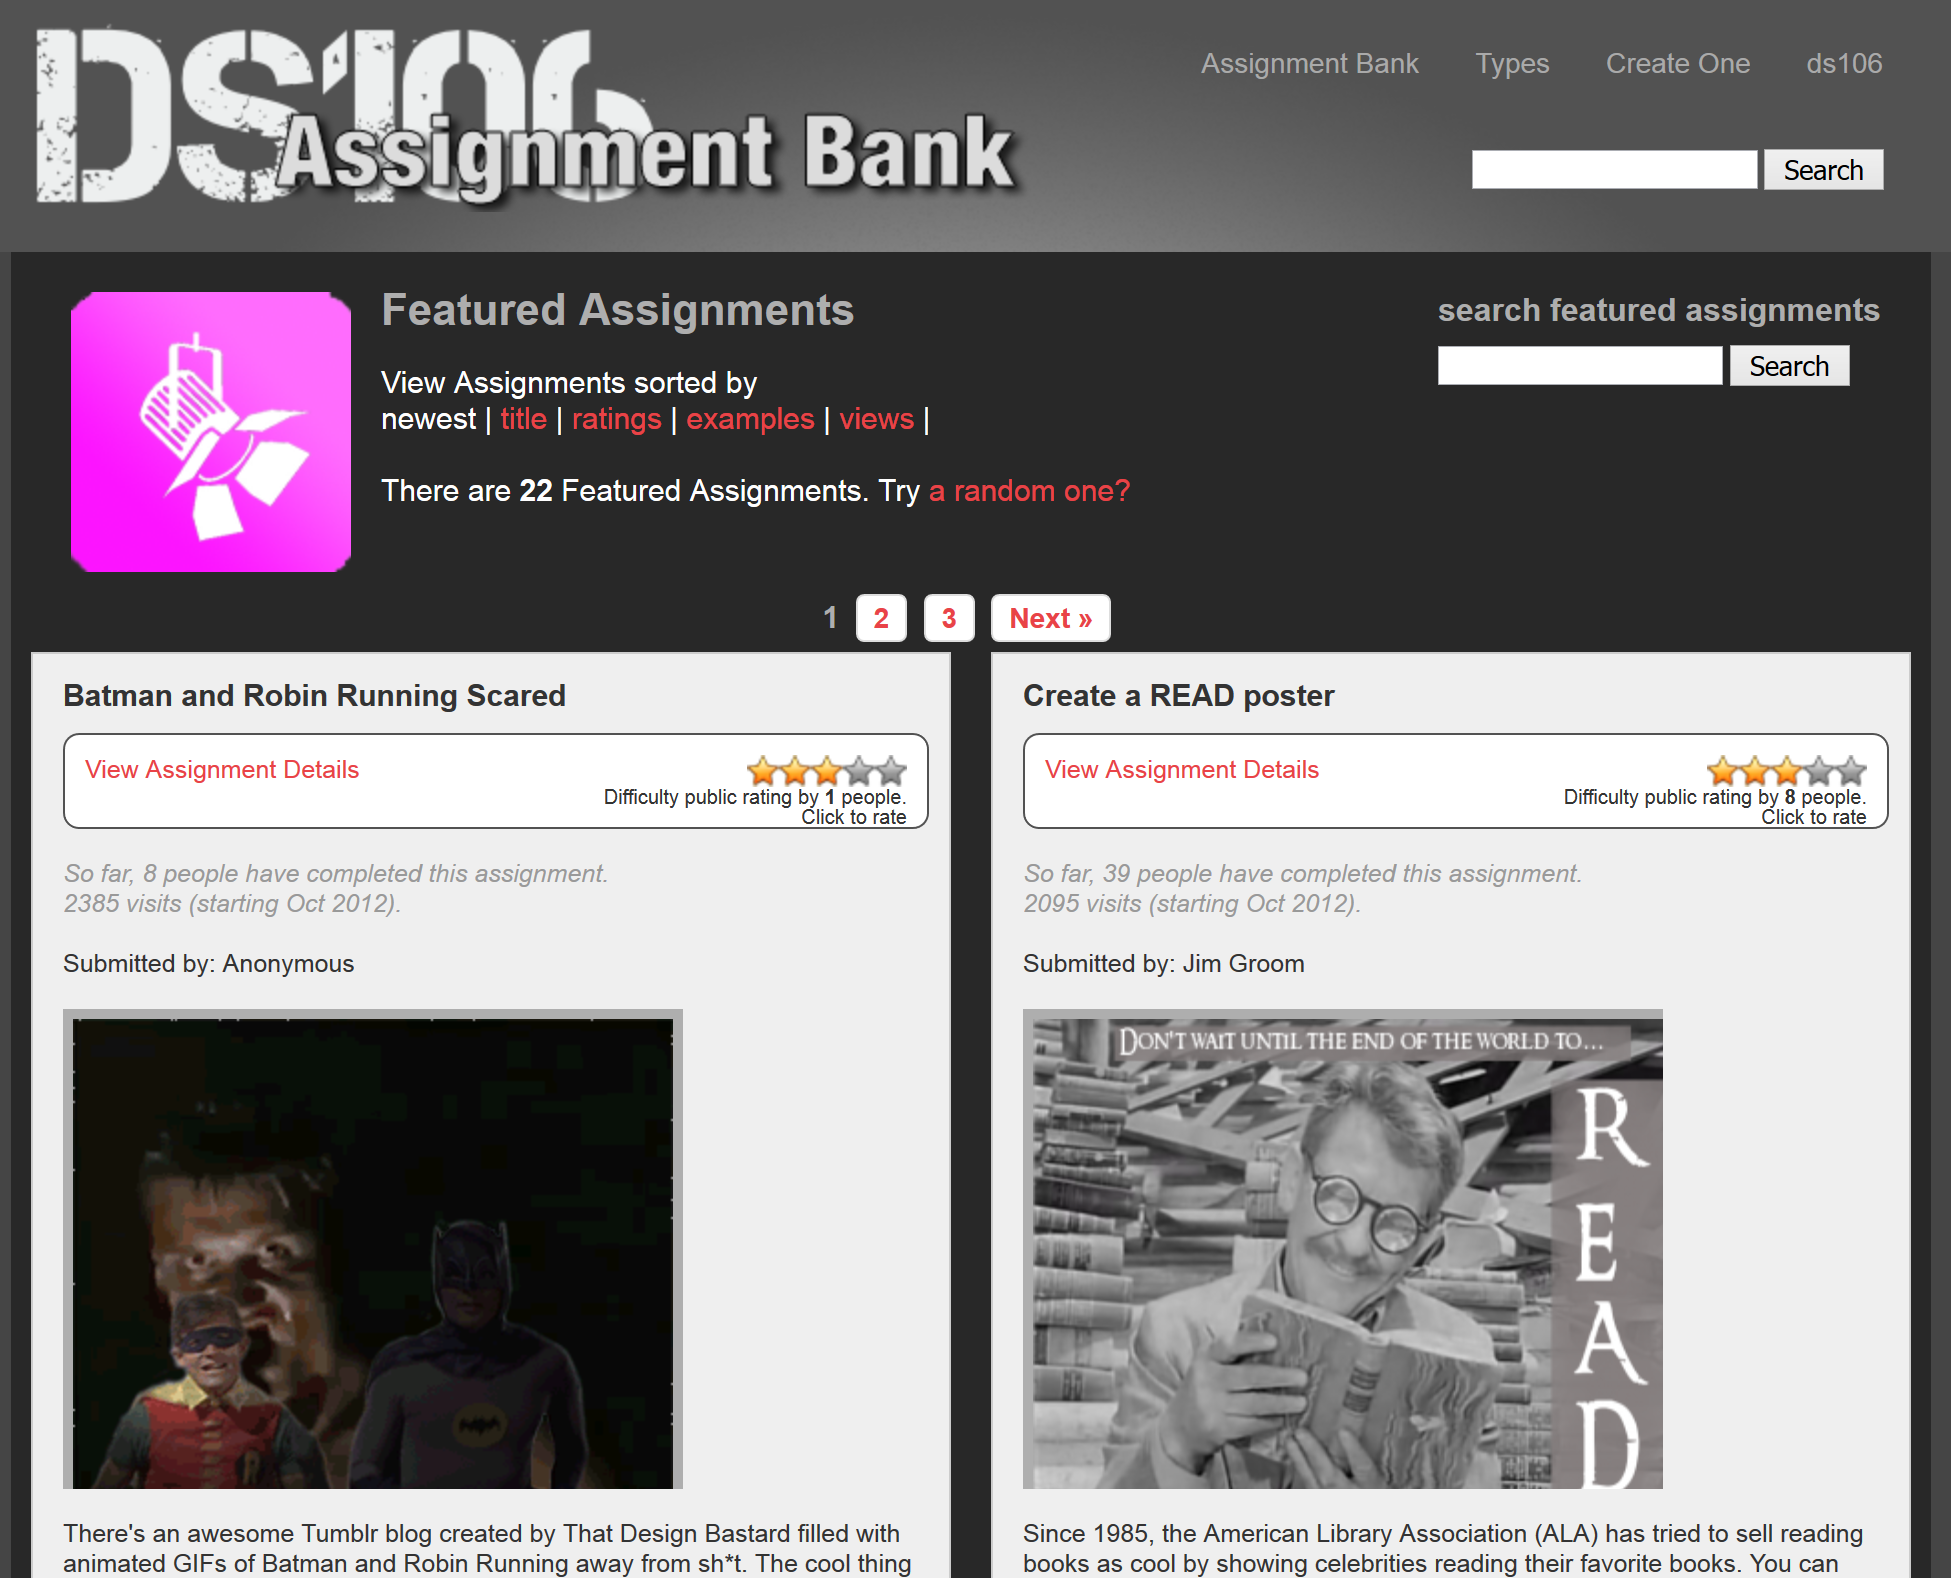 DS106
Assignment Bank
Assignment Bank Types Create One ds106
Search
Featured Assignments
View Assignments sorted by
newest | title | ratings | examples | views |
There are 22 Featured Assignments. Try a random one?
search featured assignments
Search
1 2 3 Next »
Batman and Robin Running Scared
View Assignment Details
Difficulty public rating by 1 people.
Click to rate
So far, 8 people have completed this assignment.
2385 visits (starting Oct 2012).
Submitted by: Anonymous
There's an awesome Tumblr blog created by That Design Bastard filled with
animated GIFs of Batman and Robin Running away from sh*t. The cool thing
Create a READ poster
View Assignment Details
Difficulty public rating by 8 people.
Click to rate
So far, 39 people have completed this assignment.
2095 visits (starting Oct 2012).
Submitted by: Jim Groom
DON'T WAIT UNTIL THE END OF THE WORLD TO...
READ
Since 1985, the American Library Association (ALA) has tried to sell reading
books as cool by showing celebrities reading their favorite books. You can